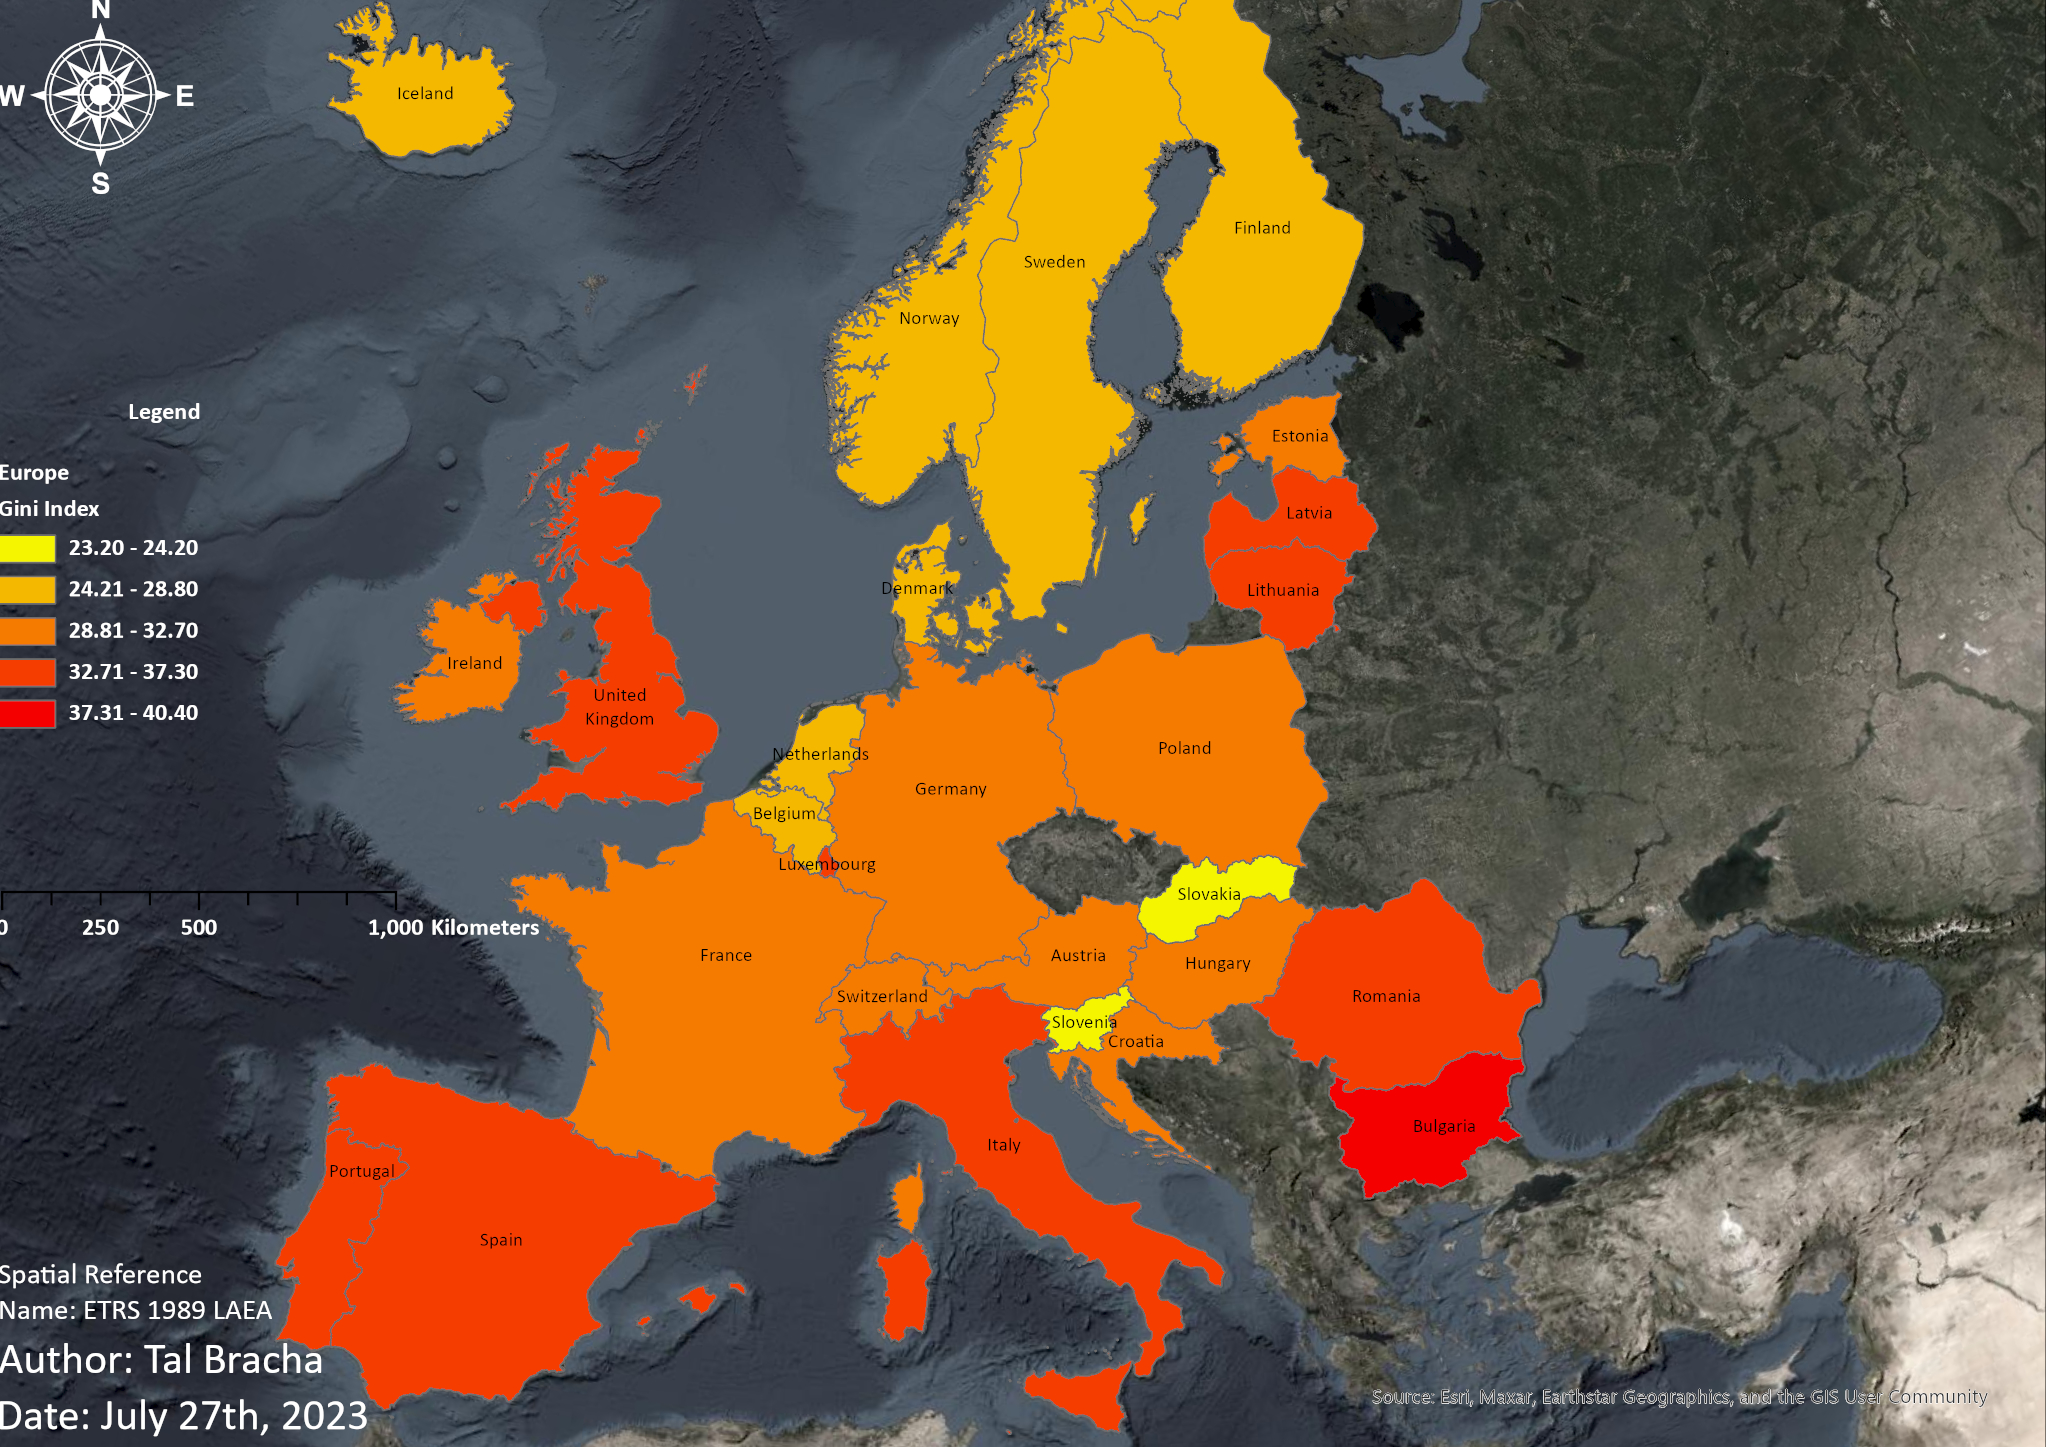 N
W
E
S
Iceland
Finland
Sweden
Norway
Legend
Europe
Gini Index
23.20 - 24.20
24.21 - 28.80
28.81 - 32.70
32.71 - 37.30
37.31 - 40.40
Estonia
Latvia
Lithuania
Denmark
Ireland
United
Kingdom
Netherlands
Poland
Germany
Belgium
Luxembourg
Slovakia
0 250 500 1,000 Kilometers
France
Austria
Hungary
Switzerland
Romania
Slovenia
Croatia
Bulgaria
Italy
Portugal
Spain
Spatial Reference
Name: ETRS 1989 LAEA
Author: Tal Bracha
Date: July 27th, 2023
Source: Esri, Maxar, Earthstar Geographics, and the GIS User Community